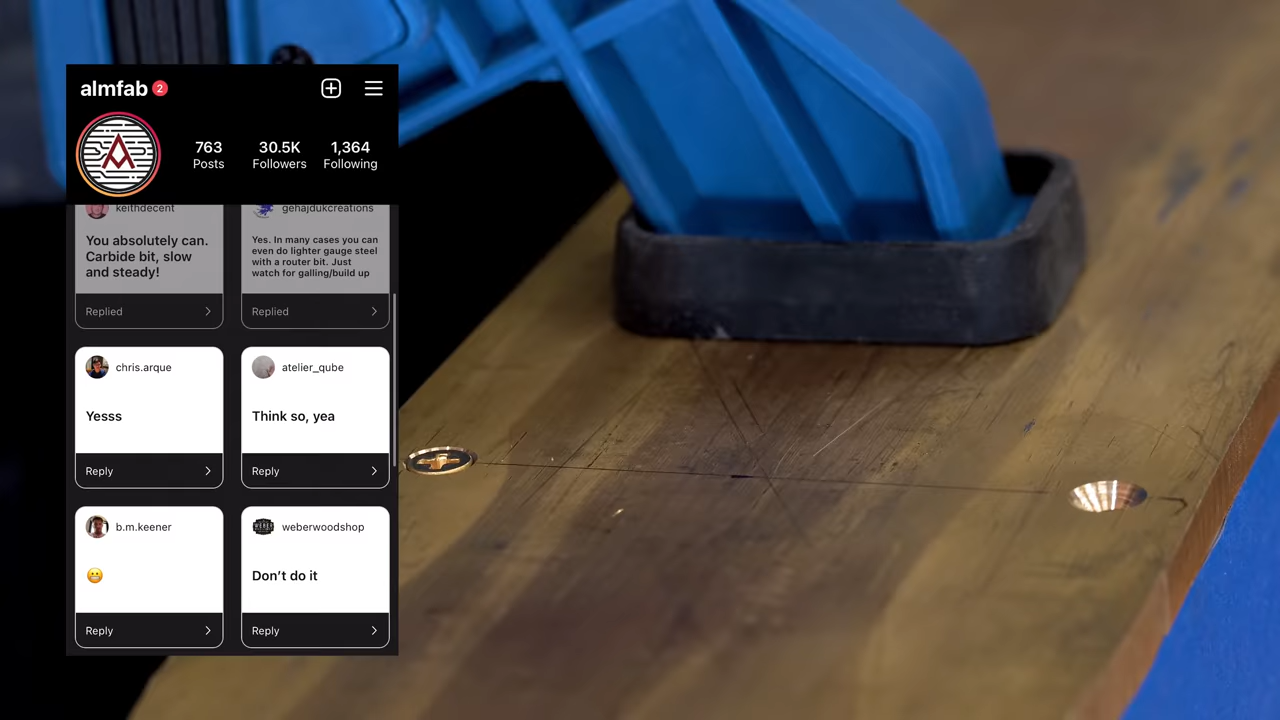 almfab 2
763
Posts
30.5K
Followers
1,364
Following
keithdecent
You absolutely can.
Carbide bit, slow
and steady!
Replied
gehajdukcreations
Yes. In many cases you can
even do lighter gauge steel
with a router bit. Just
watch for galling/build up
Replied
chris.arque
Yesss
Reply
atelier_qube
Think so, yea
Reply
b.m.keener
😀
Reply
weberwoodshop
Don't do it
Reply